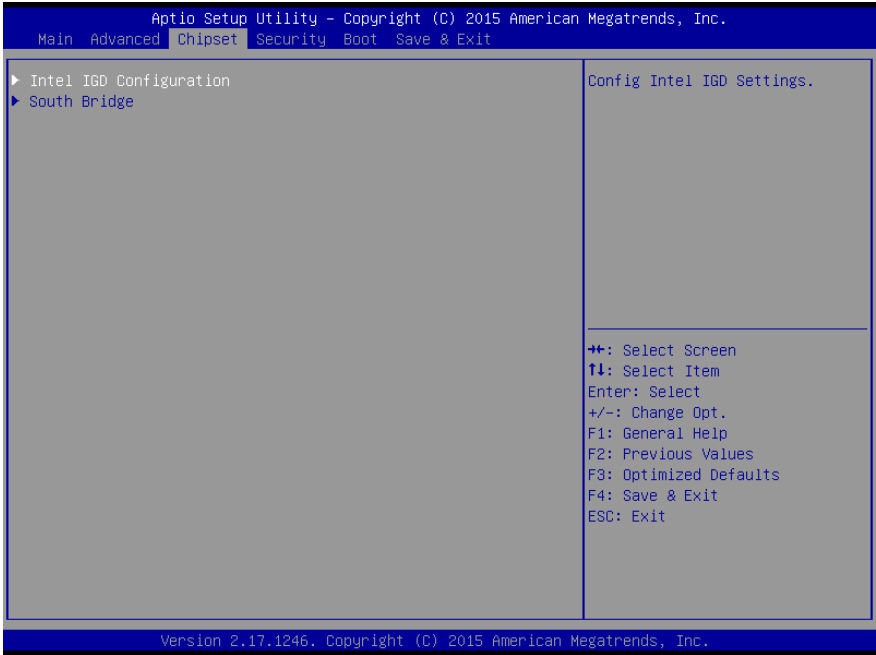 Aptio Setup Utility – Copyright (C) 2015 American Megatrends, Inc.
Main Advanced Chipset Security Boot Save & Exit
▶ Intel IGD Configuration
▶ South Bridge
Config Intel IGD Settings.
→←: Select Screen
↑↓: Select Item
Enter: Select
+/-: Change Opt.
F1: General Help
F2: Previous Values
F3: Optimized Defaults
F4: Save & Exit
ESC: Exit
Version 2.17.1246. Copyright (C) 2015 American Megatrends, Inc.